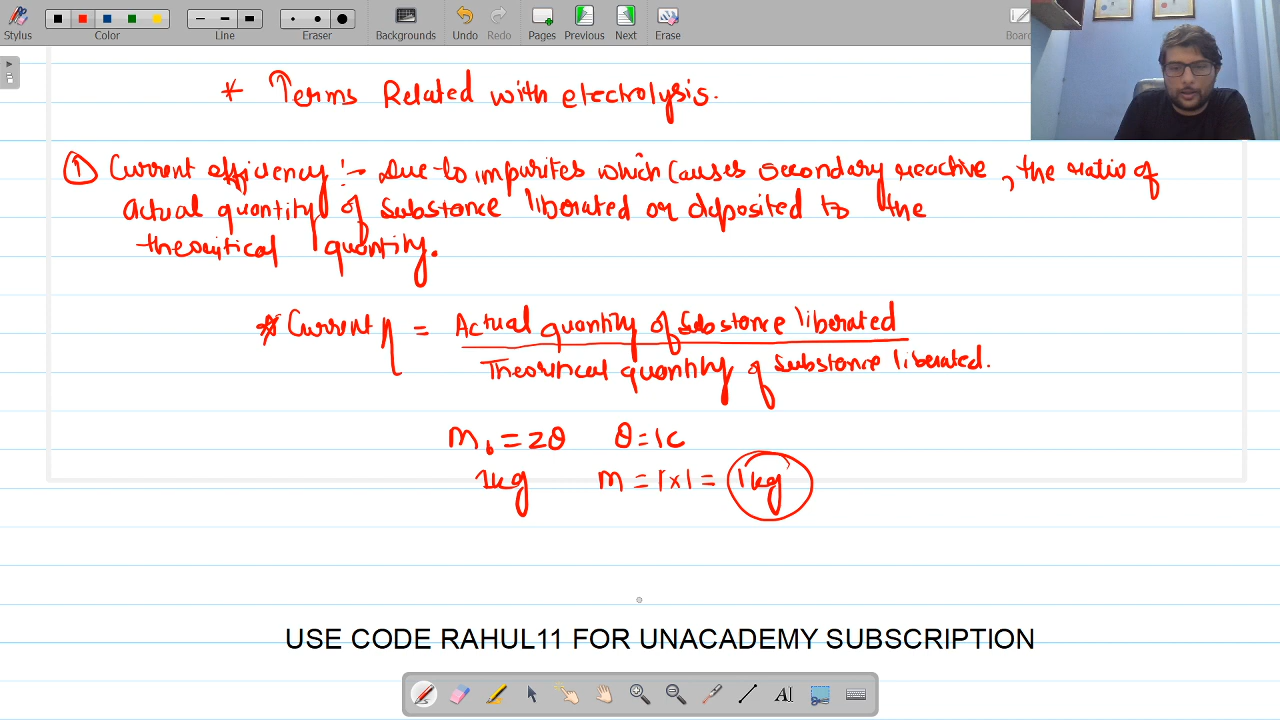 Stylus
Color
Line
Eraser
Backgrounds
Undo
Redo
Pages
Previous
Next
Erase
Board
* Terms Related with electrolysis.
① Current efficiency :- Due to impurites which causes secondary reactive, the ratio of
actual quantity of substance liberated or deposited to the
theoritical quantity.
* Current η = Actual quantity of substance liberated
Theoritical quantity of substance liberated.
m = zθ θ = 1C
1kg m = 1×1 = 1kg
USE CODE RAHUL11 FOR UNACADEMY SUBSCRIPTION
AI